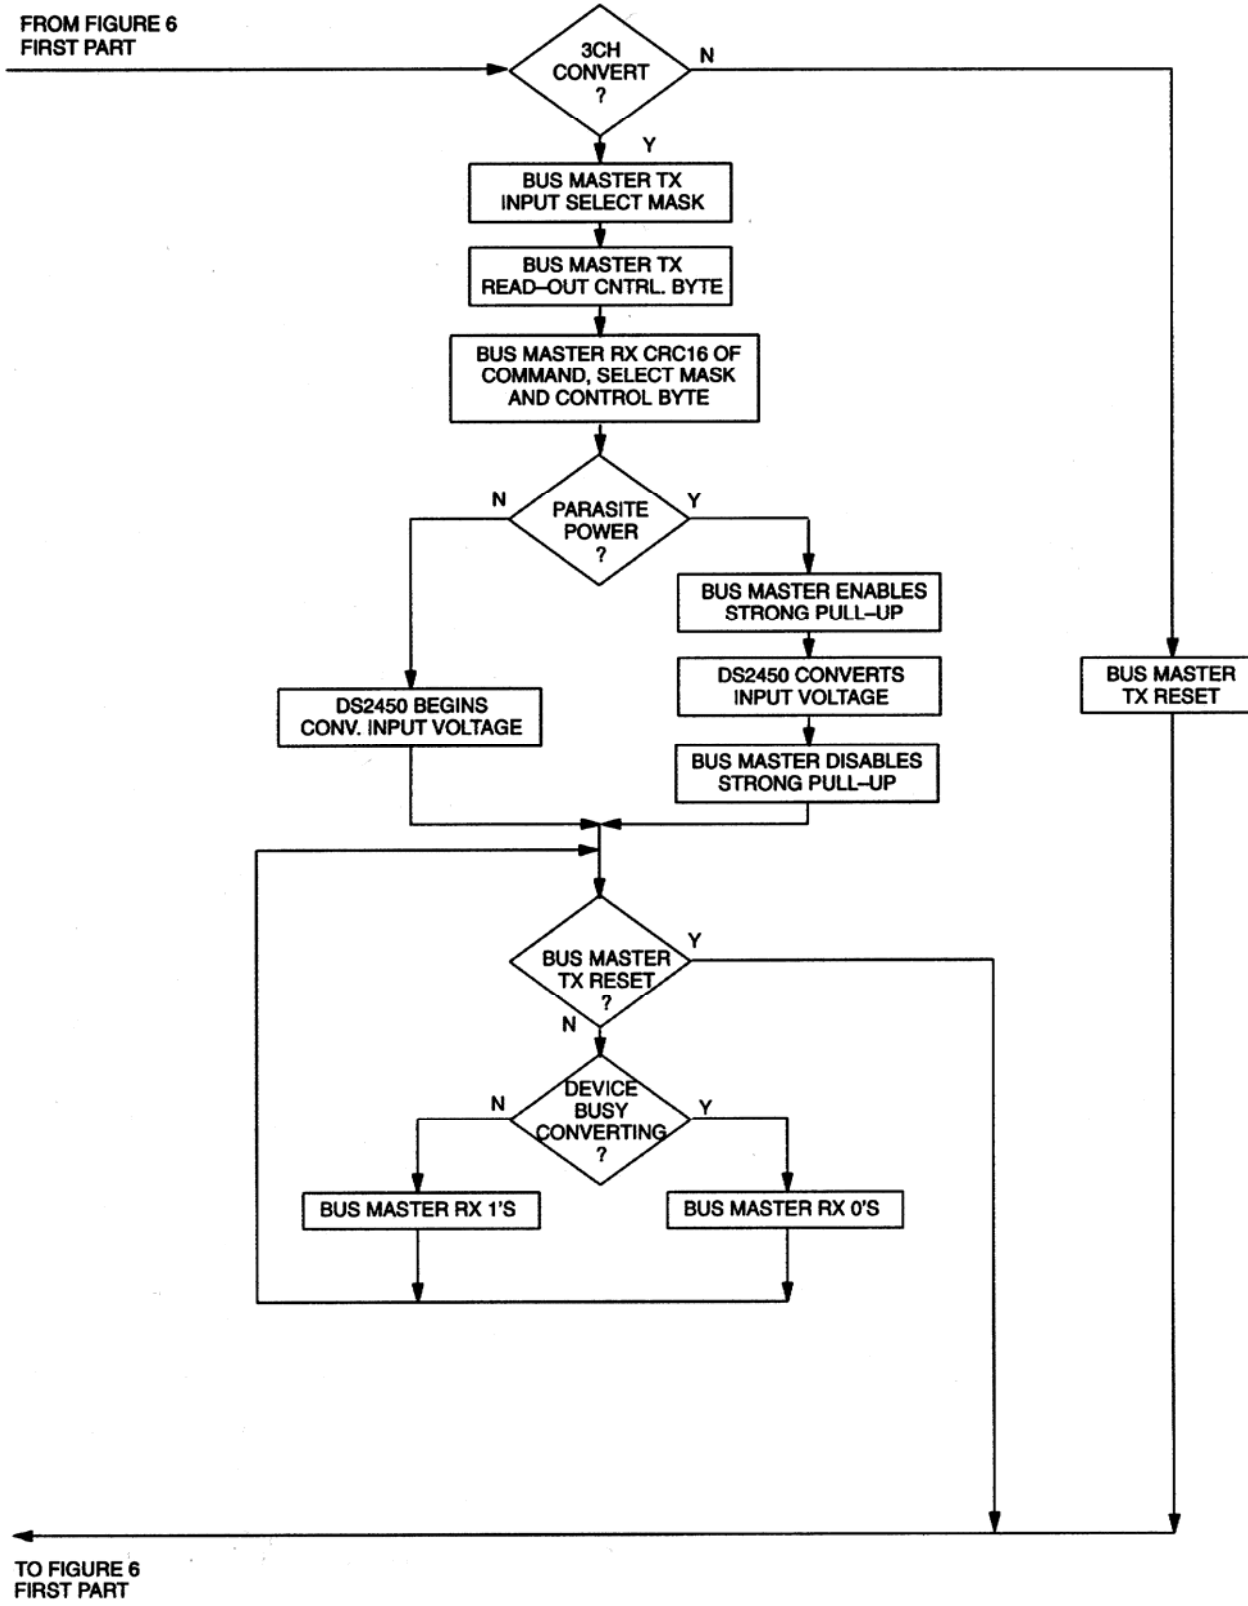 FROM FIGURE 6
FIRST PART
3CH
CONVERT
?
N
Y
BUS MASTER TX
INPUT SELECT MASK
BUS MASTER TX
READ–OUT CNTRL. BYTE
BUS MASTER RX CRC16 OF
COMMAND, SELECT MASK
AND CONTROL BYTE
N
PARASITE
POWER
?
Y
BUS MASTER ENABLES
STRONG PULL–UP
DS2450 CONVERTS
INPUT VOLTAGE
BUS MASTER
TX RESET
DS2450 BEGINS
CONV. INPUT VOLTAGE
BUS MASTER DISABLES
STRONG PULL–UP
Y
BUS MASTER
TX RESET
?
N
DEVICE
BUSY
CONVERTING
?
N
Y
BUS MASTER RX 1'S
BUS MASTER RX 0'S
TO FIGURE 6
FIRST PART